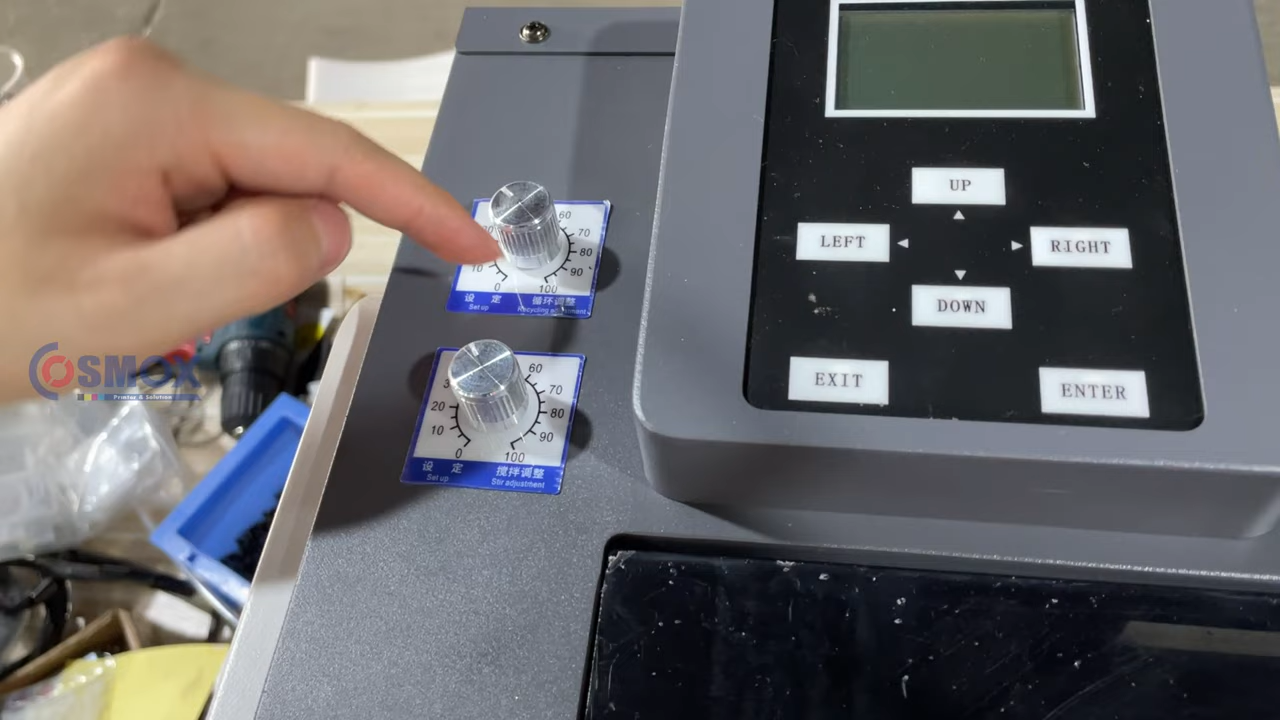 UP
LEFT
RIGHT
DOWN
EXIT
ENTER
60
70
80
90
100
0
10
设 定 循环调整
Set up Recycling adjustment
60
70
80
90
100
0
10
20
3
设 定 搅拌调整
Set up Stir adjustment
COSMOX
Printer & Solution